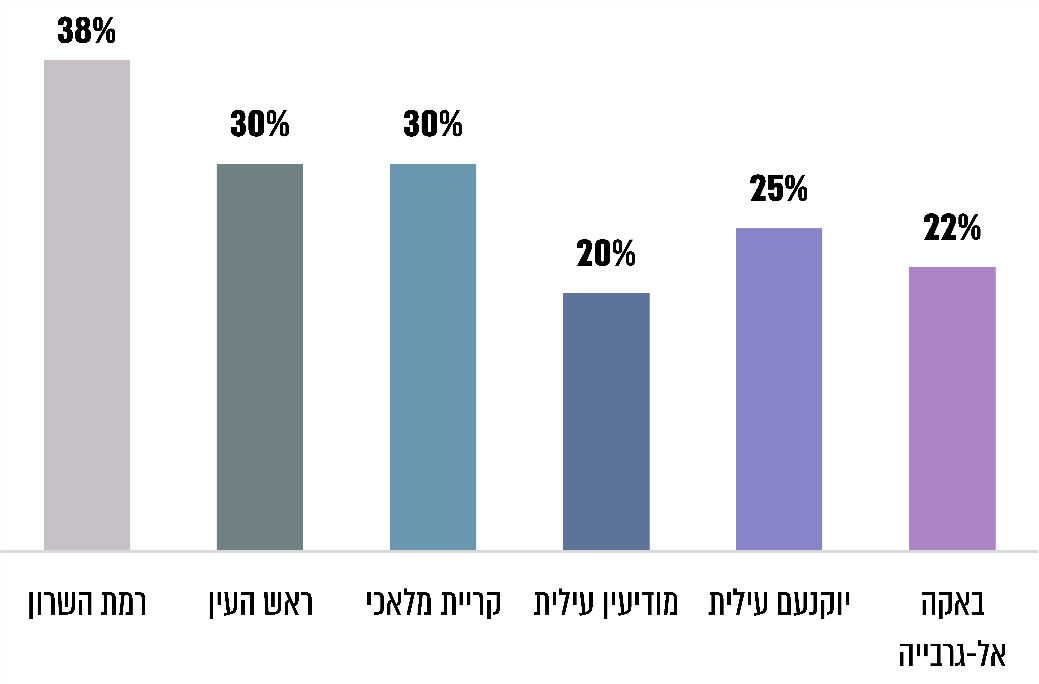 38%
30%
30%
20%
25%
22%
רמת השרון
ראש העין
קריית מלאכי
מודיעין עילית
יוקנעם עילית
באקה
אל-גרבייה